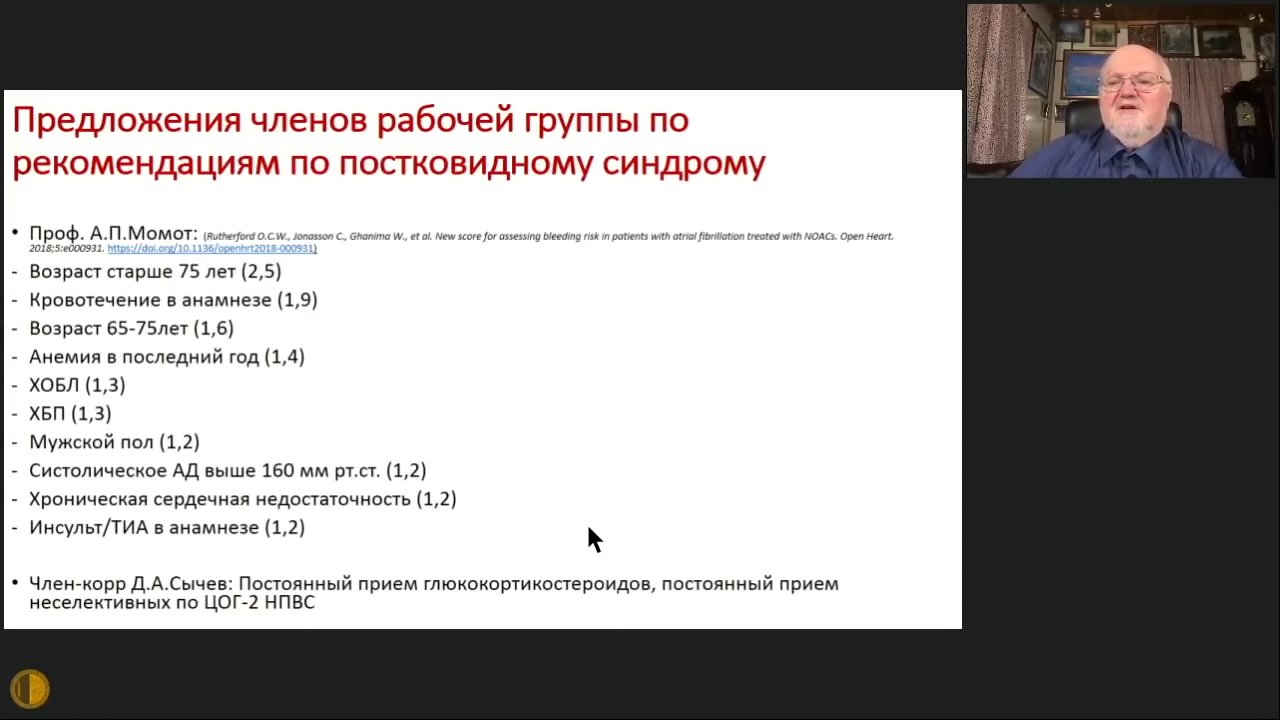 Предложения членов рабочей группы по
рекомендациям по постковидному синдрому
• Проф. А.П.Момот: (Rutherford O.C.W., Jonasson C., Ghanima W., et al. New score for assessing bleeding risk in patients with atrial fibrillation treated with NOACs. Open Heart.
2018;5:e000931. https://doi.org/10.1136/openhrt2018-000931)
- Возраст старше 75 лет (2,5)
- Кровотечение в анамнезе (1,9)
- Возраст 65-75лет (1,6)
- Анемия в последний год (1,4)
- ХОБЛ (1,3)
- ХБП (1,3)
- Мужской пол (1,2)
- Систолическое АД выше 160 мм рт.ст. (1,2)
- Хроническая сердечная недостаточность (1,2)
- Инсульт/ТИА в анамнезе (1,2)
• Член-корр Д.А.Сычев: Постоянный прием глюкокортикостероидов, постоянный прием
неселективных по ЦОГ-2 НПВС